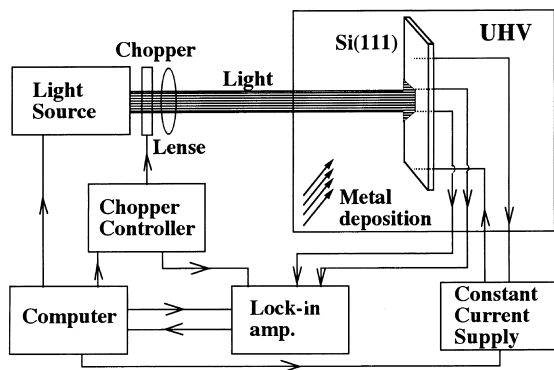 Chopper
Si(111)
UHV
Light
Source
Light
Lense
Metal
deposition
Chopper
Controller
Computer
Lock-in
amp.
Constant
Current
Supply